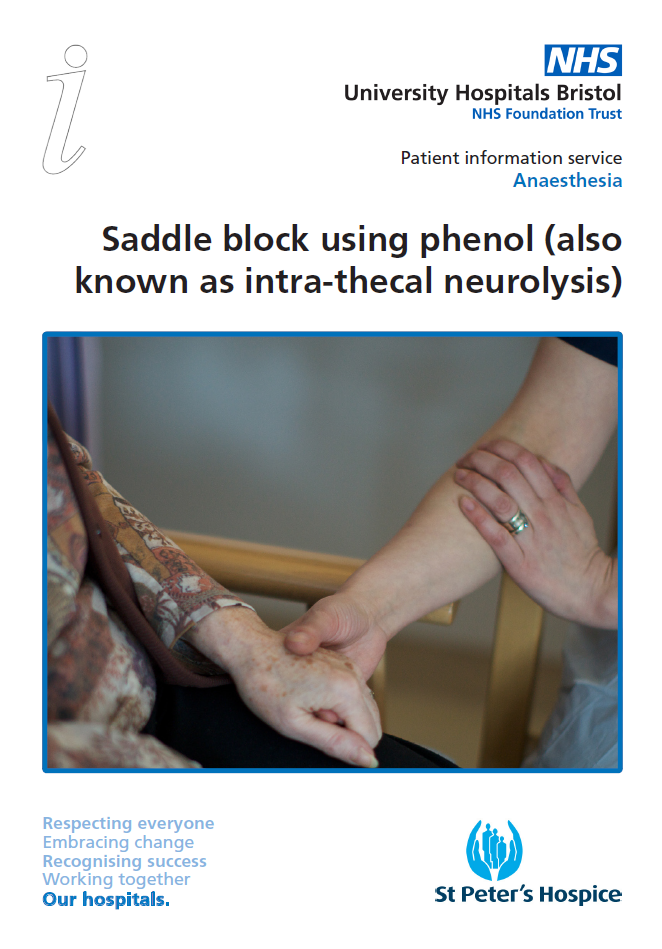 NHS
University Hospitals Bristol
NHS Foundation Trust
Patient information service
Anaesthesia
Saddle block using phenol (also
known as intra-thecal neurolysis)
Respecting everyone
Embracing change
Recognising success
Working together
Our hospitals.
St Peter's Hospice